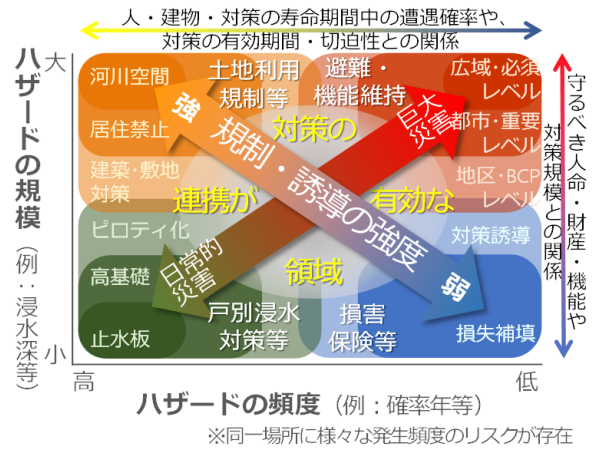 人・建物・対策の寿命期間中の遭遇確率や、
対策の有効期間・切迫性との関係
ハザードの規模（例：浸水深等）
大
小
河川空間
居住禁止
建築・敷地
対策
ピロティ化
高基礎
止水板
土地利用
規制等
避難・
機能維持
広域・必須
レベル
都市・重要
レベル
地区・BCP
レベル
対策誘導
損失補填
戸別浸水
対策等
損害
保険等
対策の
連携が
有効な
領域
強
規制・誘導の強度
弱
巨大
災害
日常的
災害
守るべき人命・財産・機能や
対策規模との関係
高
低
ハザードの頻度（例：確率年等）
※同一場所に様々な発生頻度のリスクが存在